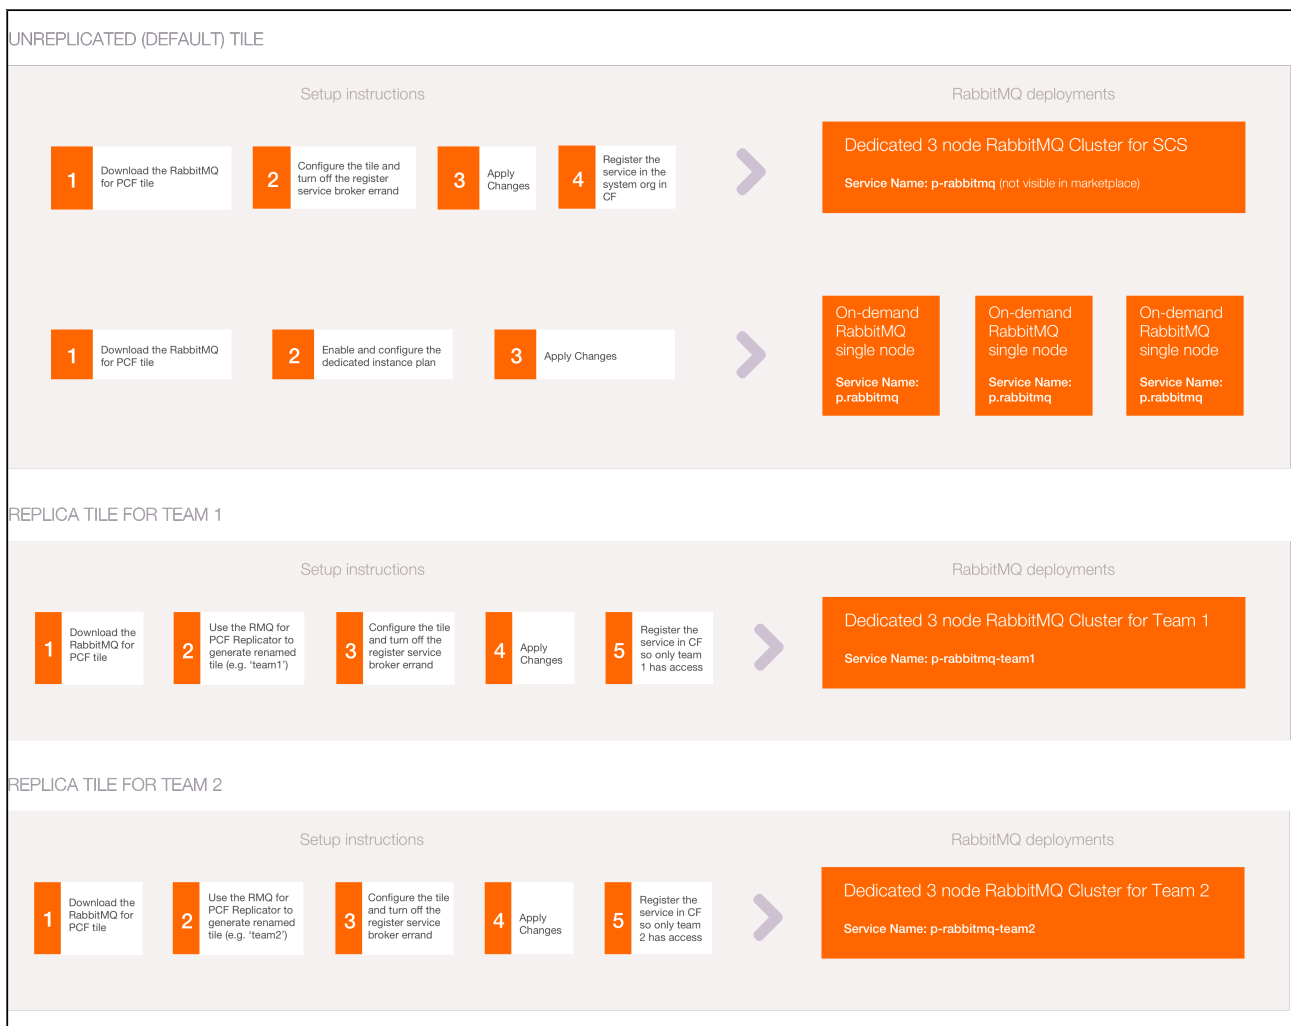 UNREPLICATED (DEFAULT) TILE
Setup instructions
RabbitMQ deployments
1
Download the RabbitMQ
for PCF tile
2
Configure the tile and
turn off the register
service broker errand
3
Apply
Changes
4
Register the
service in the
system org in
CF
Dedicated 3 node RabbitMQ Cluster for SCS
Service Name: p-rabbitmq (not visible in marketplace)
1
Download the RabbitMQ
for PCF tile
2
Enable and configure the
dedicated instance plan
3
Apply Changes
On-demand
RabbitMQ
single node
Service Name:
p.rabbitmq
On-demand
RabbitMQ
single node
Service Name:
p.rabbitmq
On-demand
RabbitMQ
single node
Service Name:
p.rabbitmq
REPLICA TILE FOR TEAM 1
Setup instructions
RabbitMQ deployments
1
Download the
RabbitMQ for
PCF tile
2
Use the RMQ for
PCF Replicator to
generate renamed
tile (e.g. ‘team1’)
3
Configure the tile
and turn off the
register service
broker errand
4
Apply
Changes
5
Register the
service in CF
so only team
1 has access
Dedicated 3 node RabbitMQ Cluster for Team 1
Service Name: p-rabbitmq-team1
REPLICA TILE FOR TEAM 2
Setup instructions
RabbitMQ deployments
1
Download the
RabbitMQ for
PCF tile
2
Use the RMQ for
PCF Replicator to
generate renamed
tile (e.g. ‘team2’)
3
Configure the tile
and turn off the
register service
broker errand
4
Apply
Changes
5
Register the
service in CF
so only team
2 has access
Dedicated 3 node RabbitMQ Cluster for Team 2
Service Name: p-rabbitmq-team2